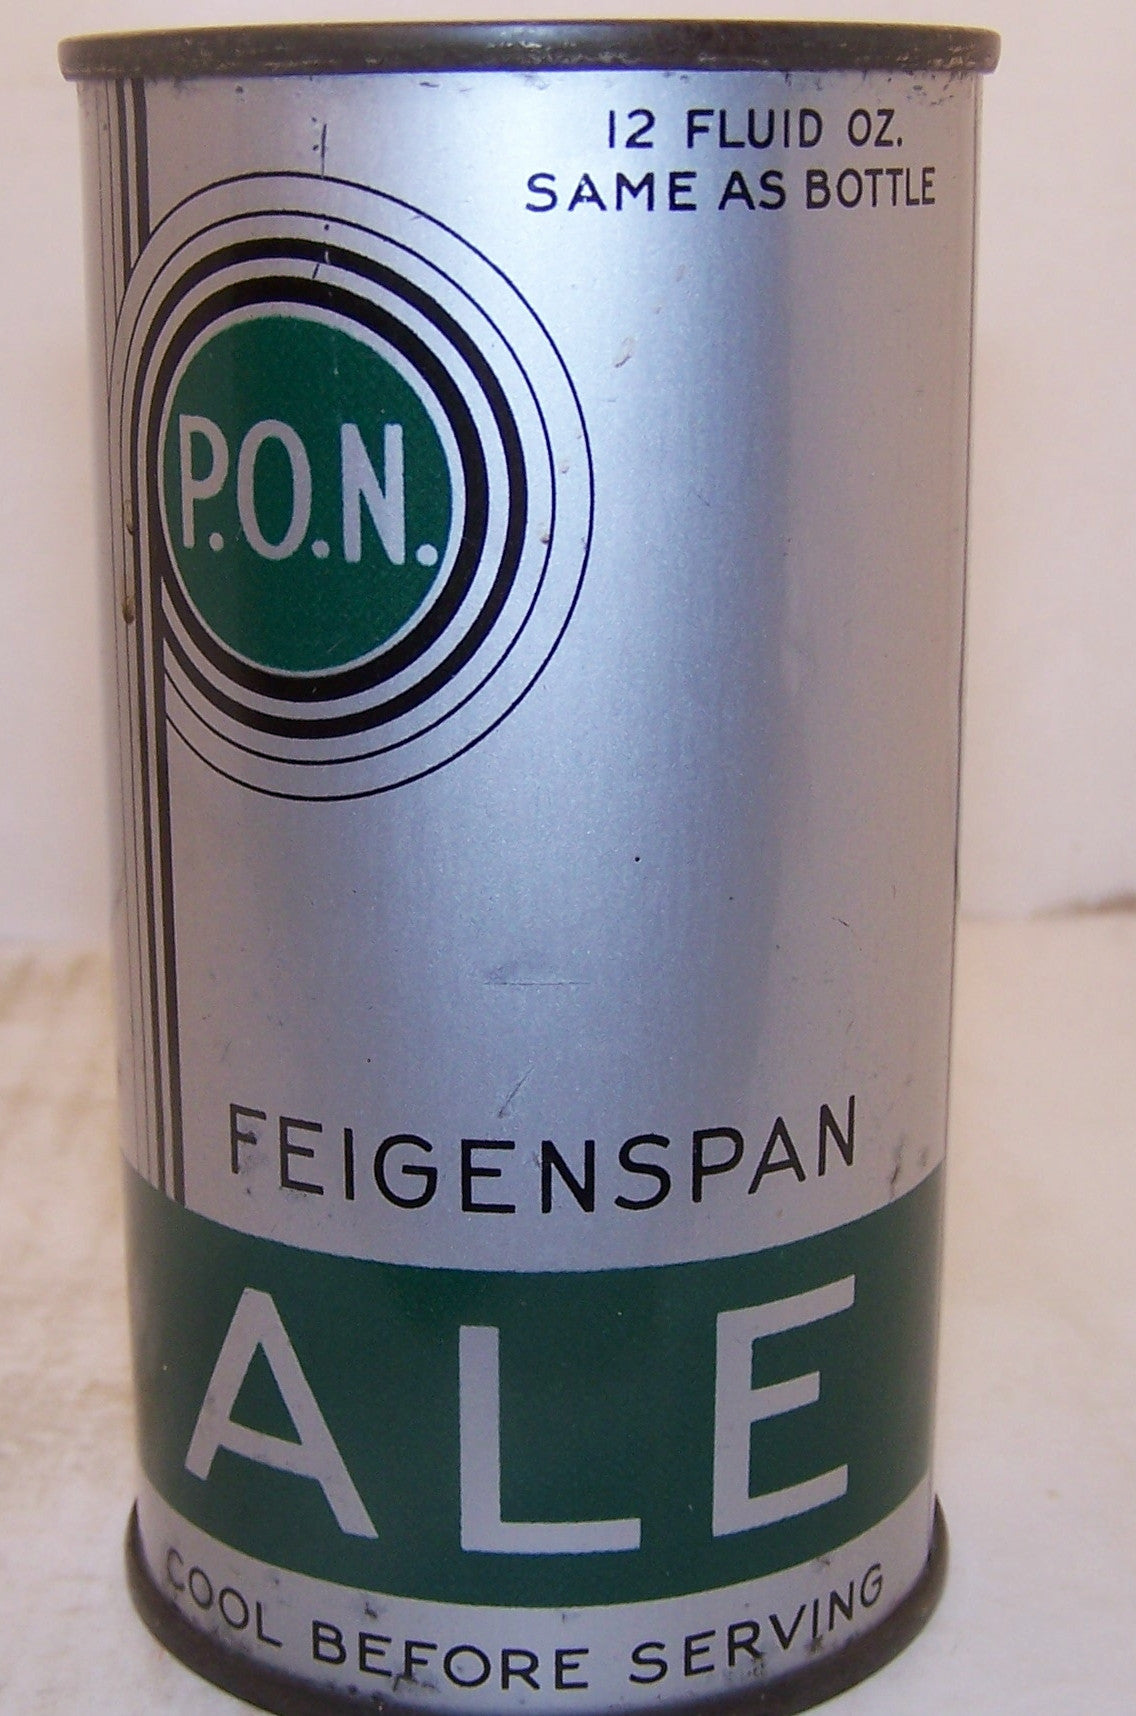 12 FLUID OZ.
SAME AS BOTTLE
P.O.N.
FEIGENSPAN
ALE
COOL BEFORE SERVING